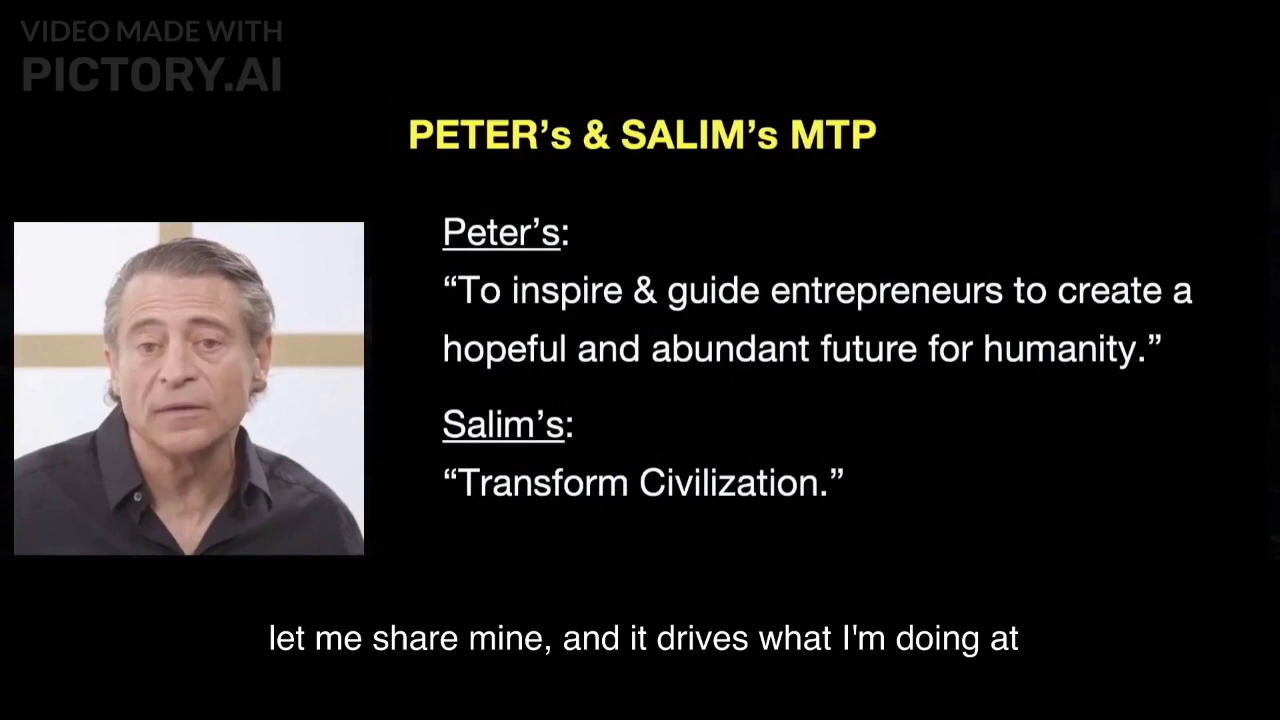 VIDEO MADE WITH
PICTORY.AI
PETER’s & SALIM’s MTP
Peter’s:
“To inspire & guide entrepreneurs to create a
hopeful and abundant future for humanity.”
Salim’s:
“Transform Civilization.”
let me share mine, and it drives what I'm doing at